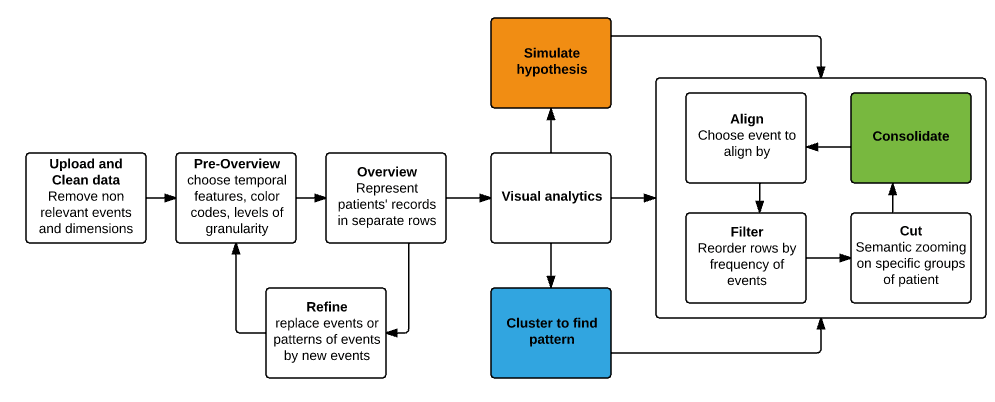 Upload and
Clean data
Remove non
relevant events
and dimensions
Pre-Overview
choose temporal
features, color
codes, levels of
granularity
Overview
Represent
patients' records
in separate rows
Refine
replace events or
patterns of events
by new events
Simulate
hypothesis
Visual analytics
Cluster to find
pattern
Align
Choose event to
align by
Consolidate
Filter
Reorder rows by
frequency of
events
Cut
Semantic zooming
on specific groups
of patient